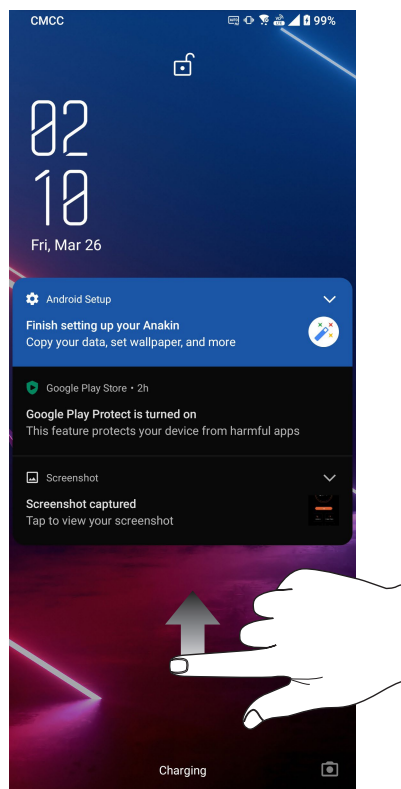 CMCC
99%
02
10
Fri, Mar 26
Android Setup
Finish setting up your Anakin
Copy your data, set wallpaper, and more
Google Play Store • 2h
Google Play Protect is turned on
This feature protects your device from harmful apps
Screenshot
Screenshot captured
Tap to view your screenshot
Charging